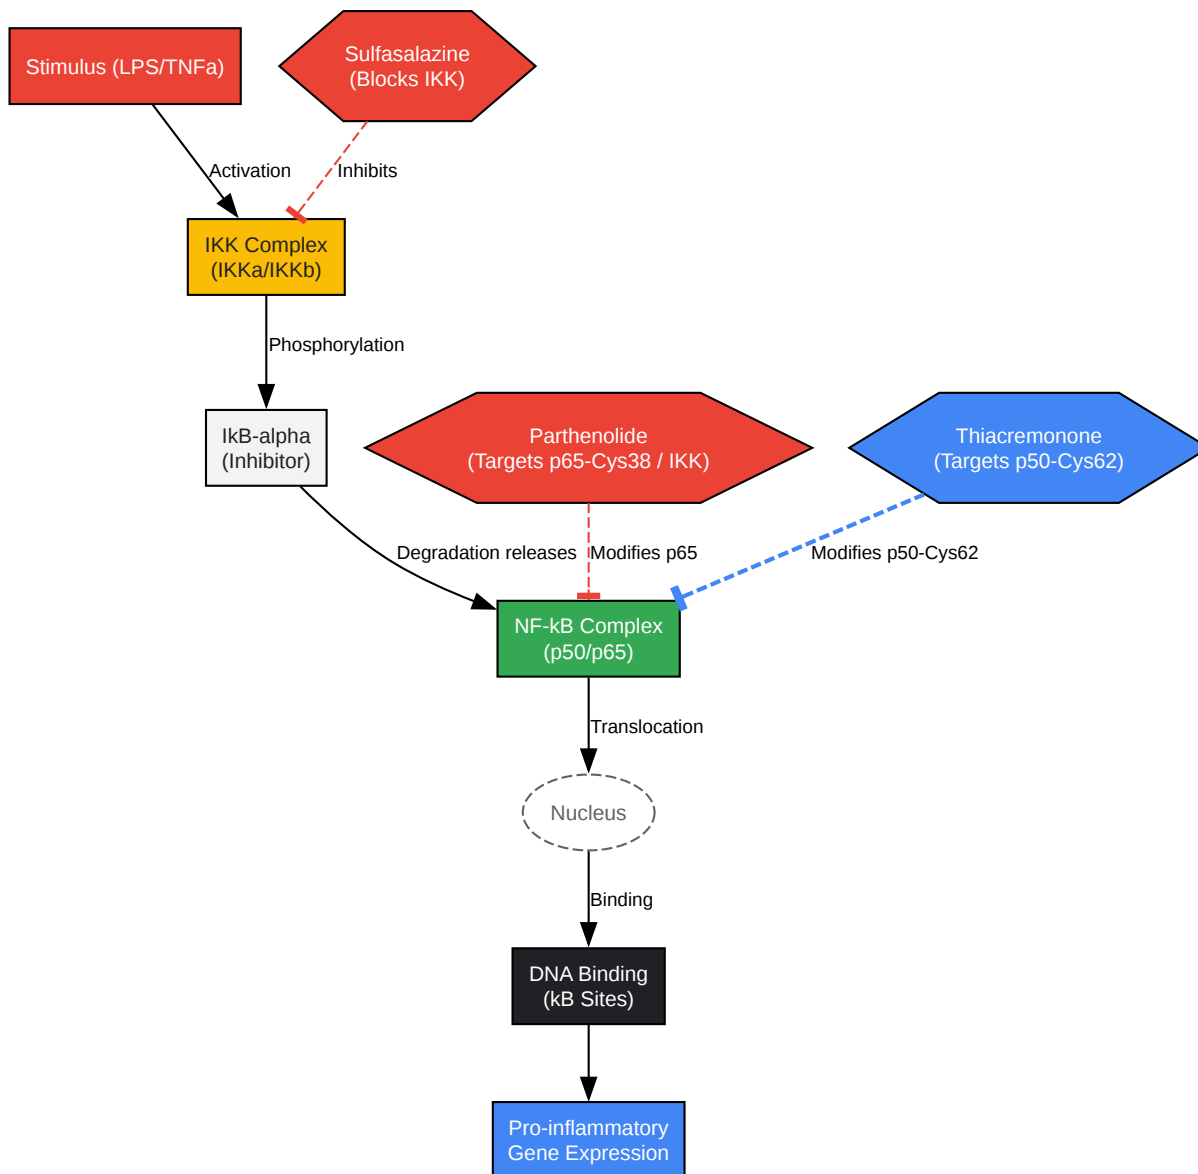 Stimulus (LPS/TNFa)
Sulfasalazine
(Blocks IKK)
Activation
Inhibits
IKK Complex
(IKKa/IKKb)
Phosphorylation
IkB-alpha
(Inhibitor)
Parthenolide
(Targets p65-Cys38 / IKK)
Thiacremonone
(Targets p50-Cys62)
Degradation releases
Modifies p65
Modifies p50-Cys62
NF-kB Complex
(p50/p65)
Translocation
Nucleus
Binding
DNA Binding
(kB Sites)
Pro-inflammatory
Gene Expression